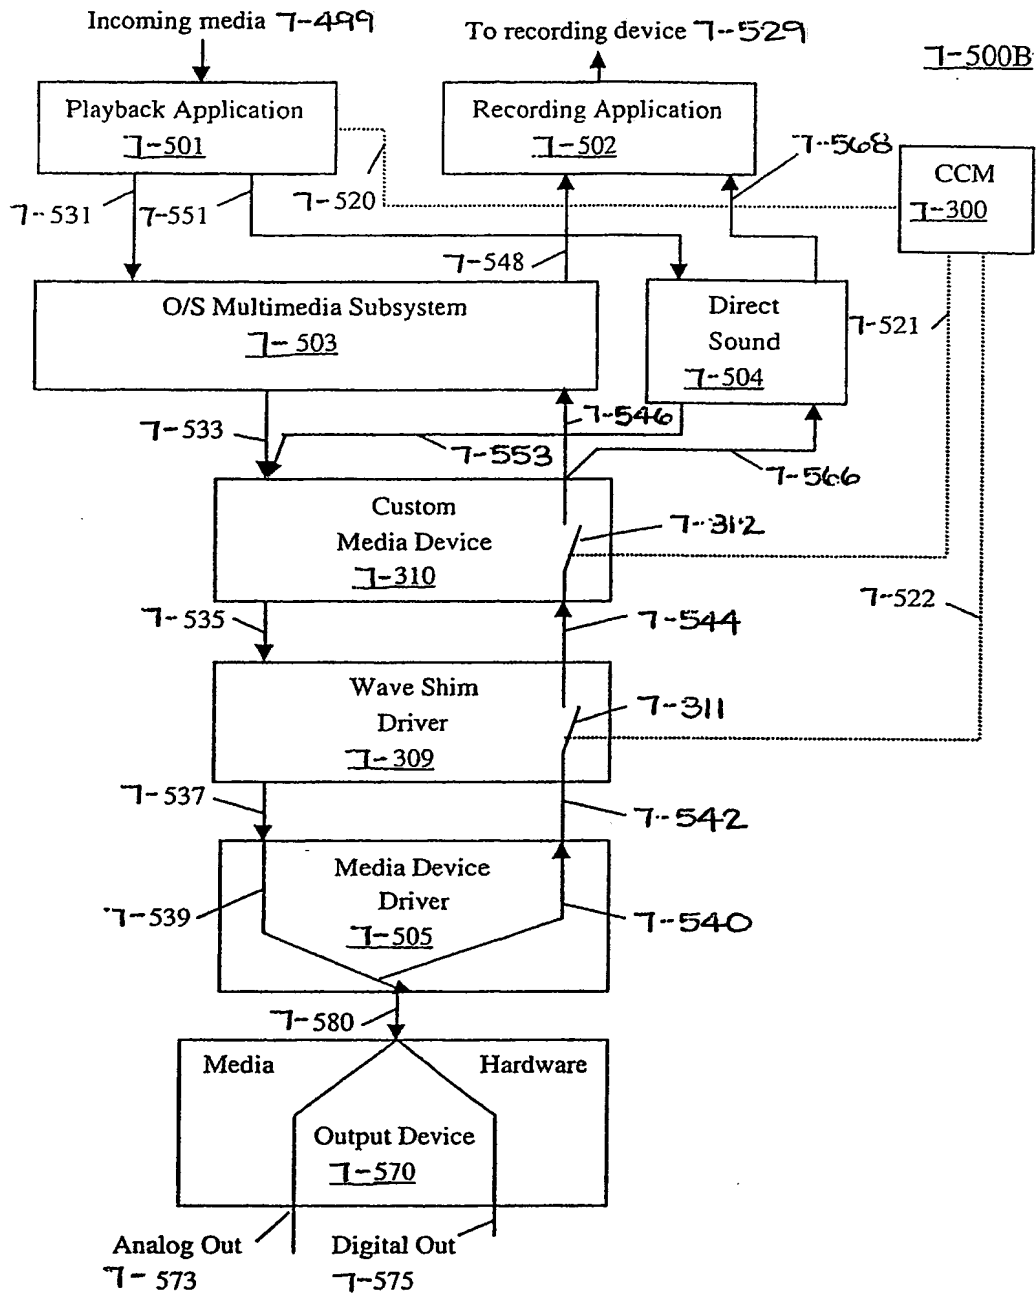 Incoming media 7-499
To recording device 7-529
7-500B
Playback Application
7-501
Recording Application
7-502
7-568
CCM
7-300
7-531
7-551
7-520
7-548
O/S Multimedia Subsystem
7-503
Direct
Sound
7-504
7-521
7-533
7-546
7-553
7-566
Custom
Media Device
7-310
7-312
7-535
7-544
7-522
Wave Shim
Driver
7-309
7-311
7-537
7-542
Media Device
Driver
7-505
7-539
7-540
7-580
Media
Hardware
Output Device
7-570
Analog Out
7-573
Digital Out
7-575